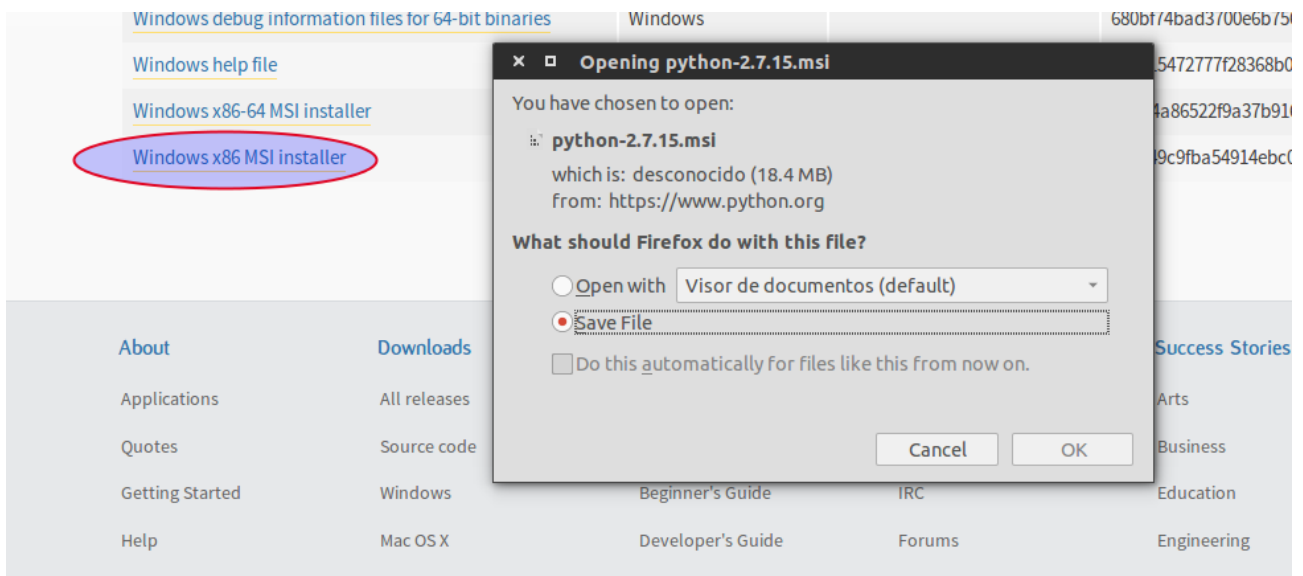 Windows debug information files for 64-bit binaries Windows
Windows help file
Windows x86-64 MSI installer
Windows x86 MSI installer
Opening python-2.7.15.msi
You have chosen to open:
python-2.7.15.msi
which is: desconocido (18.4 MB)
from: https://www.python.org
What should Firefox do with this file?
Open with Visor de documentos (default)
Save File
Do this automatically for files like this from now on.
Cancel OK
About Downloads Success Stories
Applications All releases Arts
Quotes Source code Business
Getting Started Windows Beginner's Guide IRC Education
Help Mac OS X Developer's Guide Forums Engineering